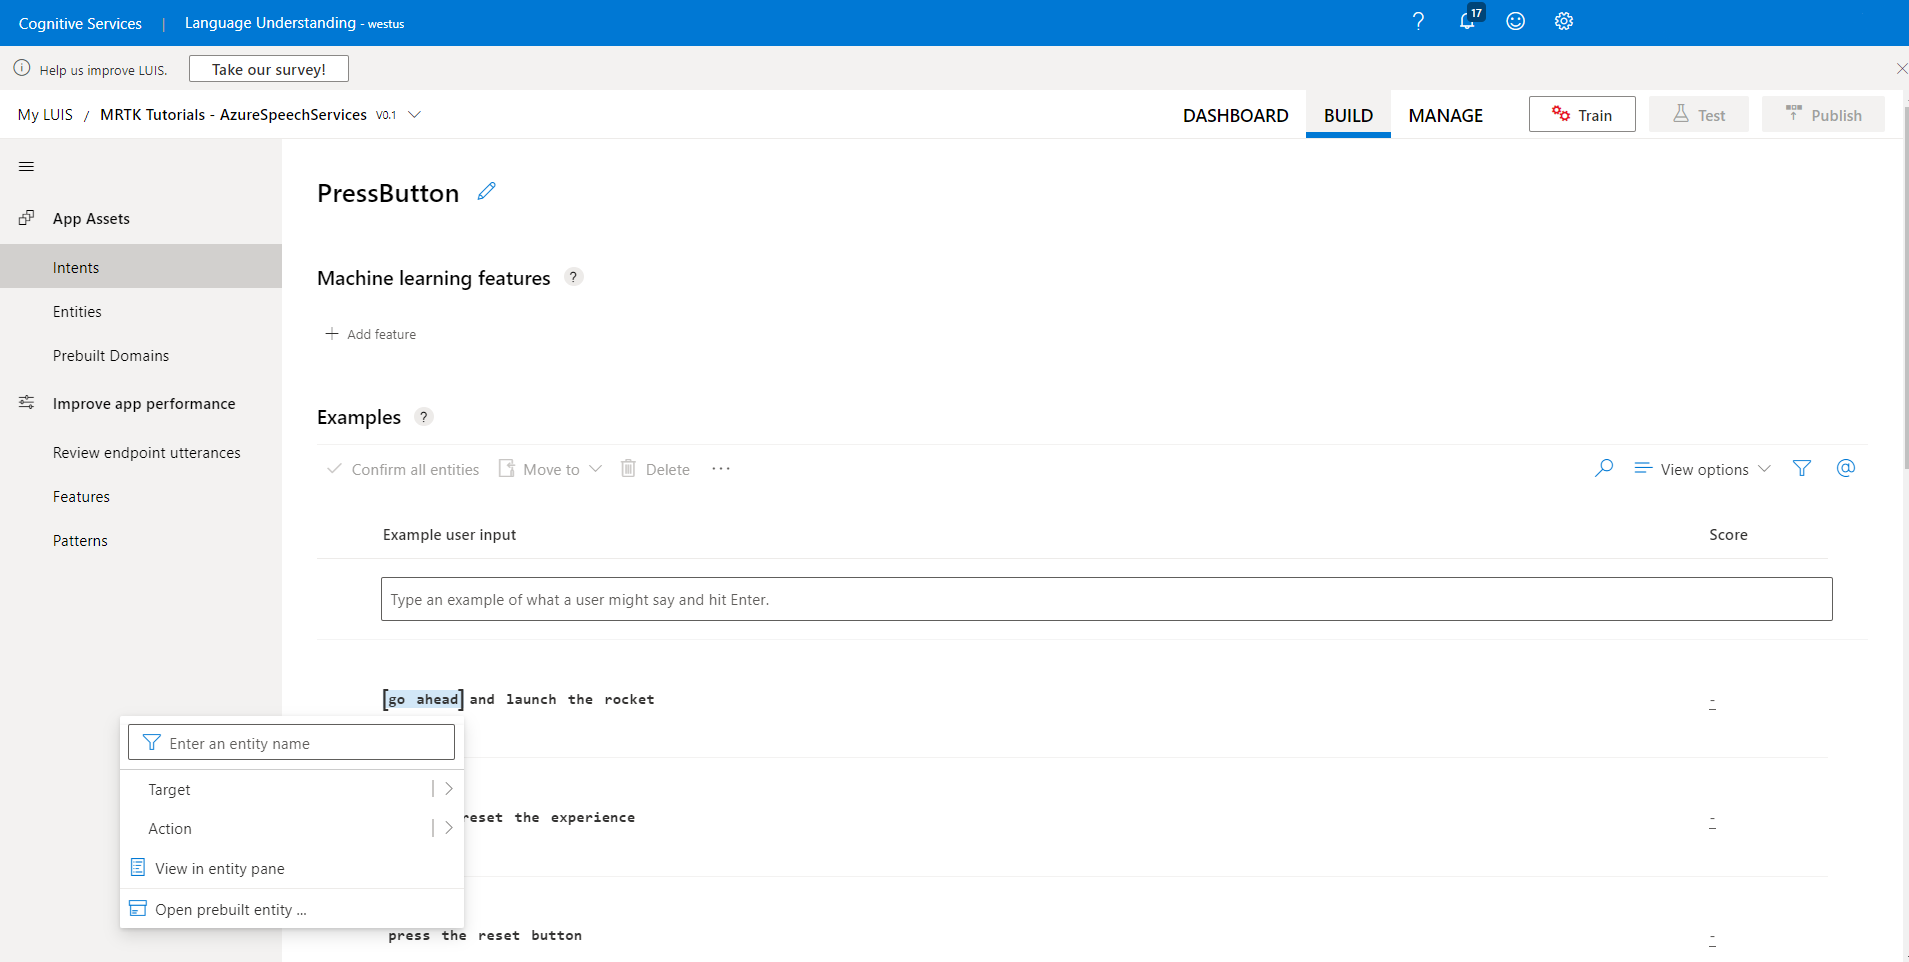 Cognitive Services | Language Understanding - westus
17
Help us improve LUIS. Take our survey!
My LUIS / MRTK Tutorials - AzureSpeechServices V0.1
DASHBOARD BUILD MANAGE Train Test Publish
App Assets
Intents
Entities
Prebuilt Domains
Improve app performance
Review endpoint utterances
Features
Patterns
PressButton
Machine learning features ?
+ Add feature
Examples ?
Confirm all entities Move to Delete ...
View options @
Example user input Score
Type an example of what a user might say and hit Enter.
[go ahead] and launch the rocket -
Enter an entity name
Target
Action
View in entity pane
Open prebuilt entity ...
reset the experience -
press the reset button -